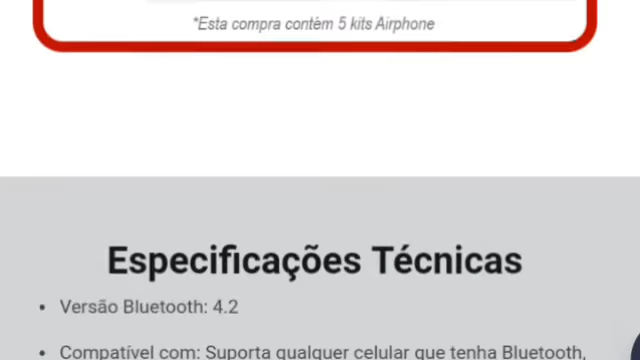 *Esta compra contém 5 kits Airphone
Especificações Técnicas
• Versão Bluetooth: 4.2
• Compatível com: Suporta qualquer celular que tenha Bluetooth,